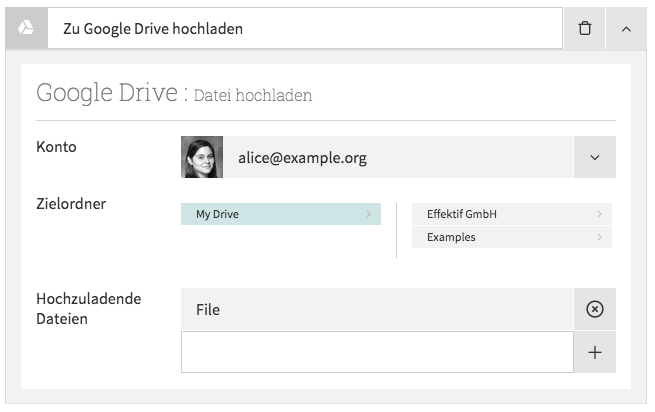 Zu Google Drive hochladen
Google Drive : Datei hochladen
Konto
alice@example.org
Zielordner
My Drive
Effektif GmbH
Examples
Hochzuladende
Dateien
File